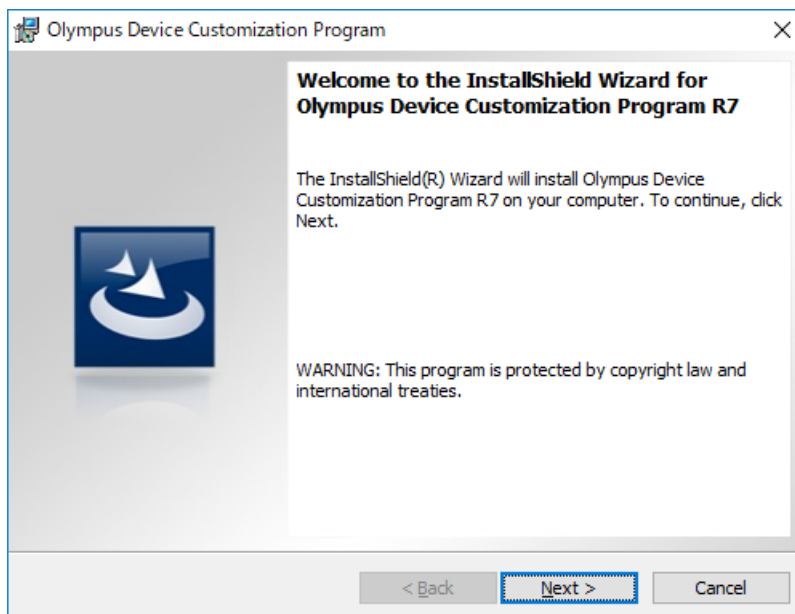 Olympus Device Customization Program
Welcome to the InstallShield Wizard for
Olympus Device Customization Program R7
The InstallShield(R) Wizard will install Olympus Device
Customization Program R7 on your computer. To continue, click
Next.
WARNING: This program is protected by copyright law and
international treaties.
< Back
Next >
Cancel